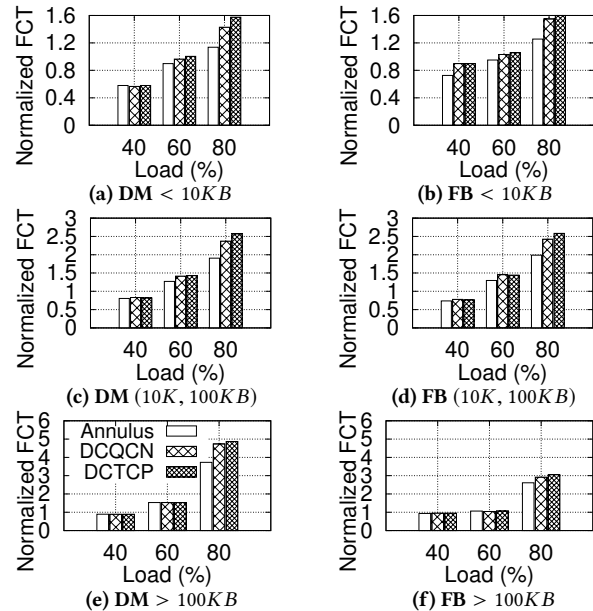 Normalized FCT
1.6
1.2
0.8
0.4
0
40 60 80
Load (%)
(a) DM < 10KB
Normalized FCT
1.6
1.2
0.8
0.4
0
40 60 80
Load (%)
(b) FB < 10KB
Normalized FCT
3
2.5
2
1.5
1
0.5
0
40 60 80
Load (%)
(c) DM (10K, 100KB)
Normalized FCT
3
2.5
2
1.5
1
0.5
0
40 60 80
Load (%)
(d) FB (10K, 100KB)
Normalized FCT
6
5
4
3
2
1
0
Annulus
DCQCN
DCTCP
40 60 80
Load (%)
(e) DM > 100KB
Normalized FCT
6
5
4
3
2
1
0
40 60 80
Load (%)
(f) FB > 100KB